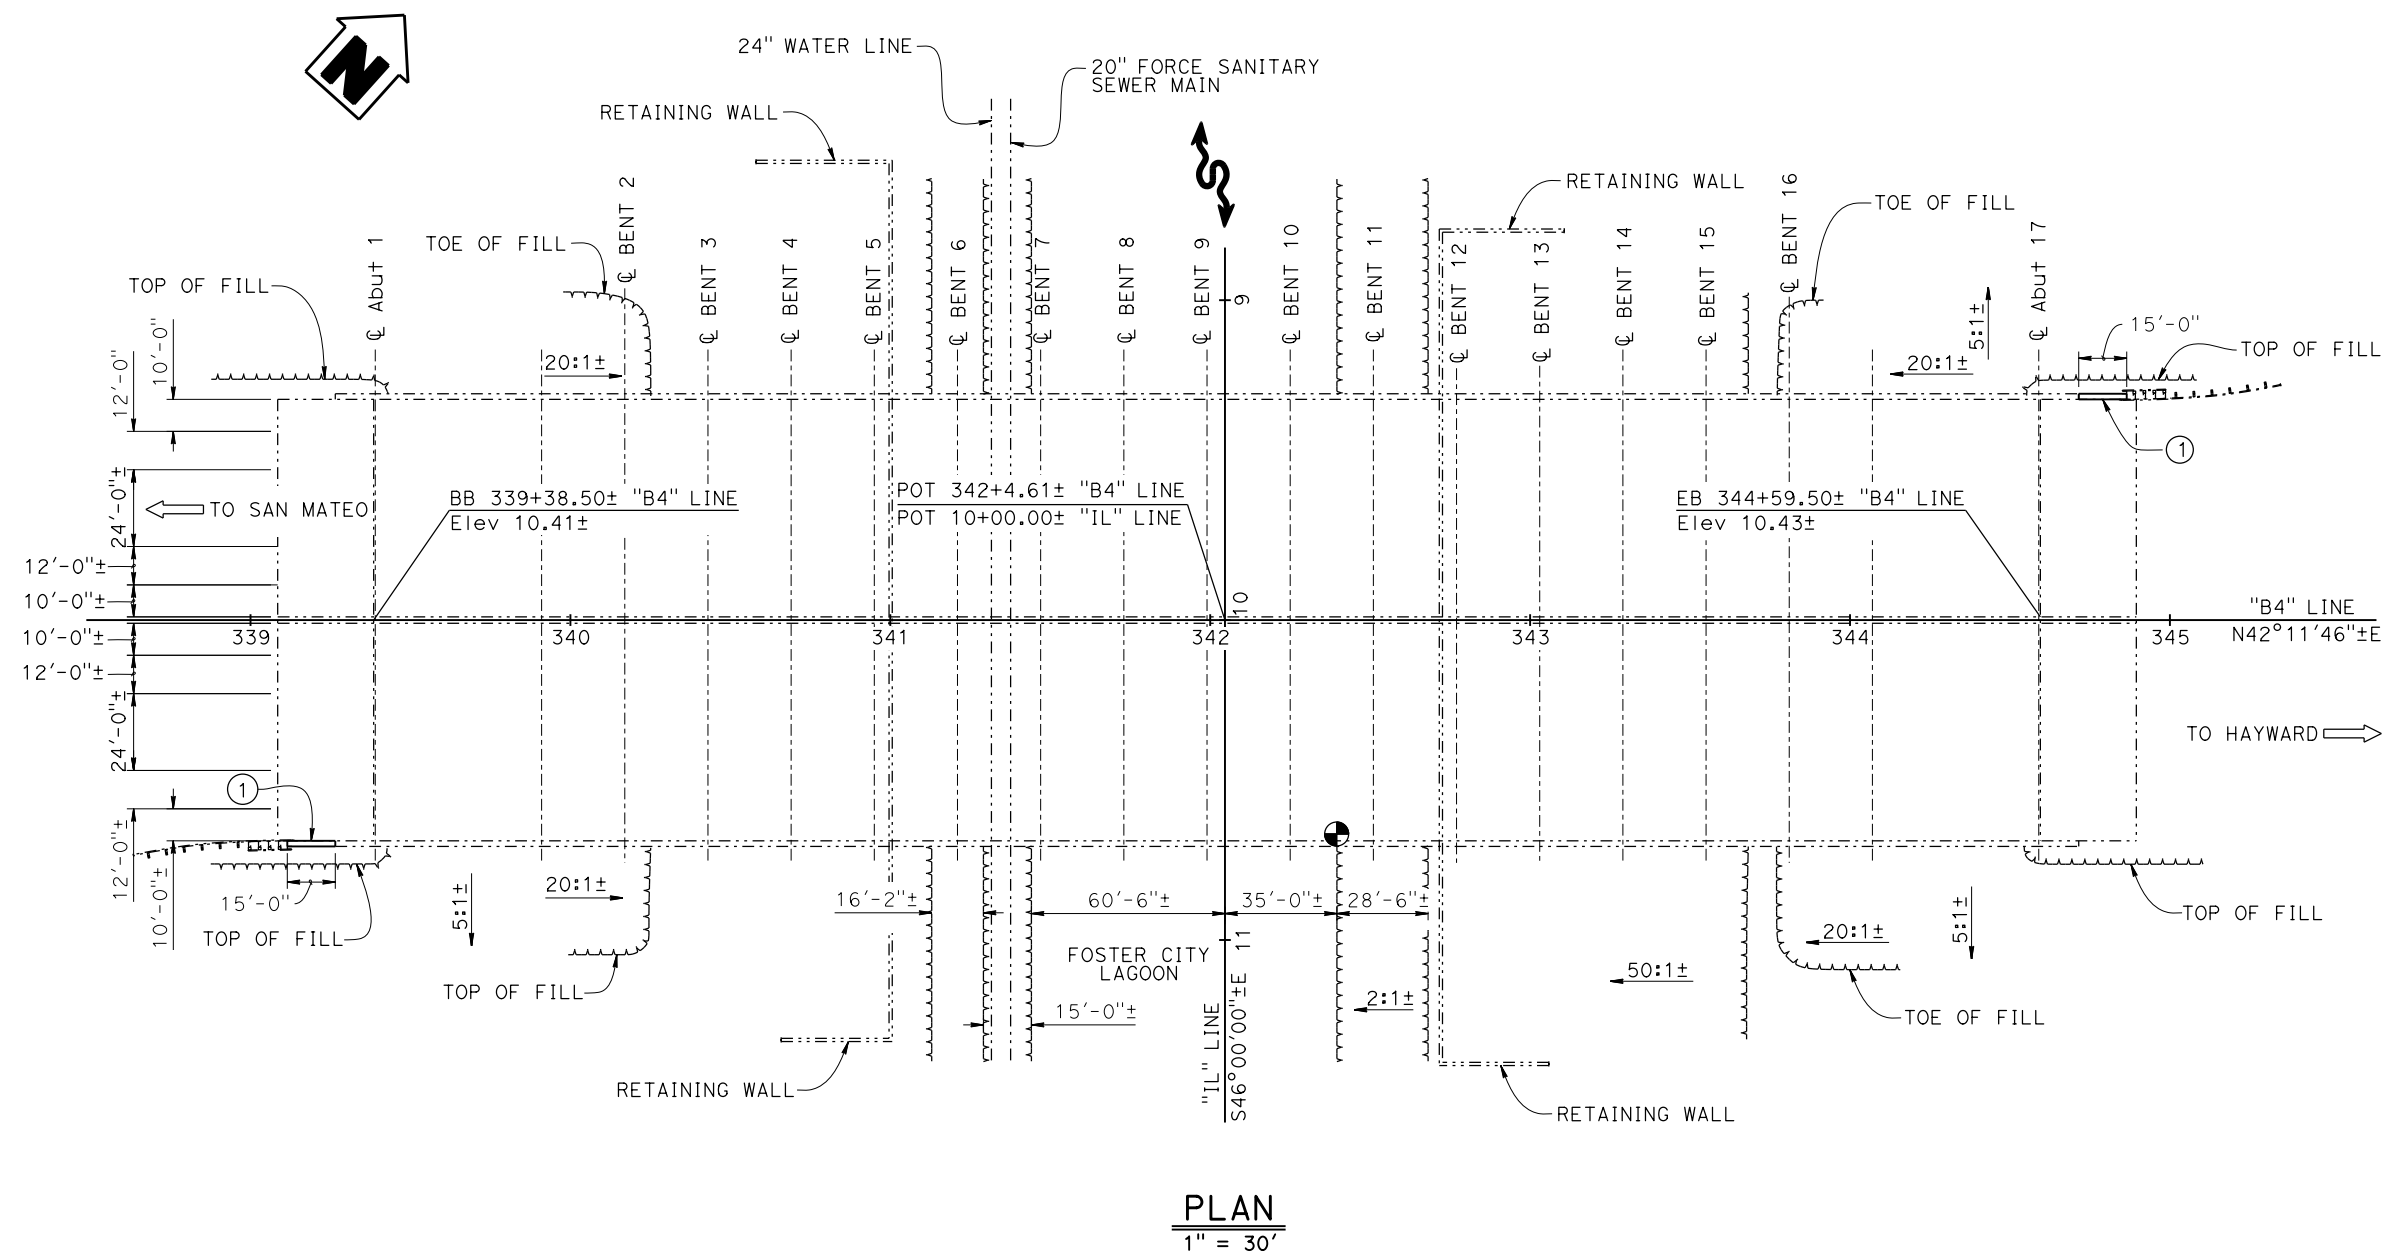 N
24" WATER LINE
20" FORCE SANITARY
SEWER MAIN
RETAINING WALL
RETAINING WALL
TOE OF FILL
TOE OF FILL
TOP OF FILL
℄ Abut 1
℄ BENT 2
℄ BENT 3
℄ BENT 4
℄ BENT 5
℄ BENT 6
℄ BENT 7
℄ BENT 8
℄ BENT 9
℄ BENT 10
℄ BENT 11
℄ BENT 12
℄ BENT 13
℄ BENT 14
℄ BENT 15
℄ BENT 16
℄ Abut 17
9
5:1±
15'-0"
TOP OF FILL
10'-0"
12'-0"
20:1±
20:1±
1
24'-0"±
TO SAN MATEO
BB 339+38.50± "B4" LINE
Elev 10.41±
POT 342+4.61± "B4" LINE
POT 10+00.00± "IL" LINE
EB 344+59.50± "B4" LINE
Elev 10.43±
12'-0"±
10'-0"±
10
"B4" LINE
N42°11'46"±E
10'-0"±
339
340
341
342
343
344
345
12'-0"±
24'-0"±
TO HAYWARD
1
12'-0"±
10'-0"±
15'-0"
TOP OF FILL
5:1±
20:1±
16'-2"±
60'-6"±
35'-0"±
28'-6"±
TOP OF FILL
20:1±
5:1±
11
FOSTER CITY
LAGOON
50:1±
TOP OF FILL
2:1±
15'-0"±
TOE OF FILL
"IL" LINE
S46°00'00"±E
RETAINING WALL
RETAINING WALL
PLAN
1" = 30'